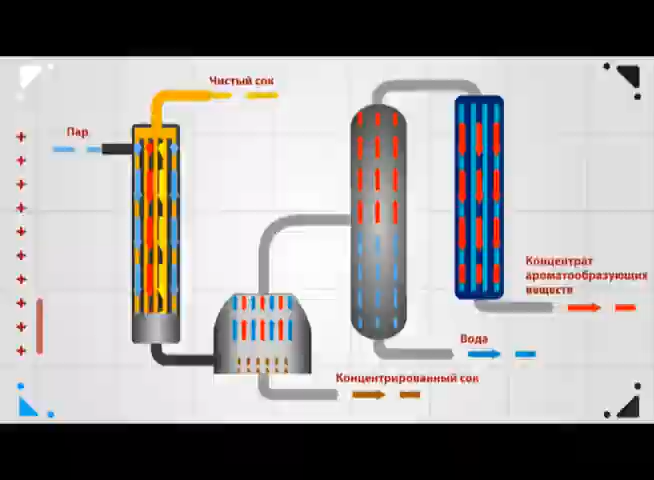 Чистый сок
Пар
Концентрат
ароматообразующих
веществ
Вода
Концентрированный сок